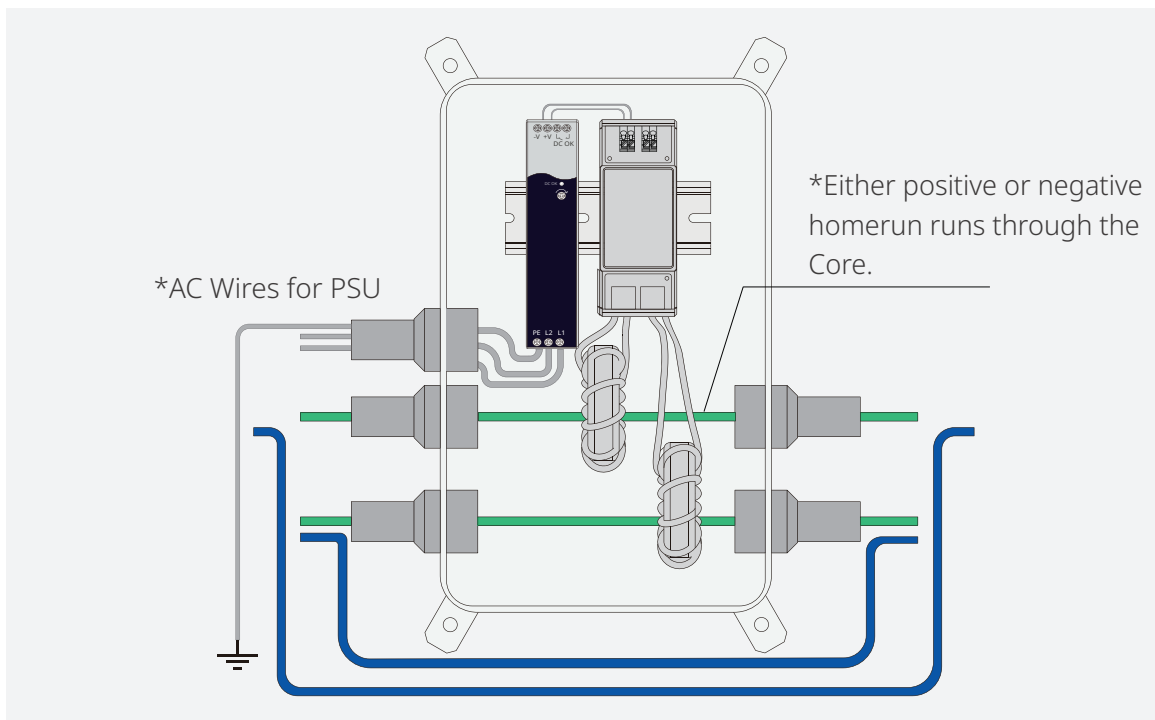 -V +V
DC OK
DC OK
*Either positive or negative
homerun runs through the
Core.
*AC Wires for PSU
PE L2 L1